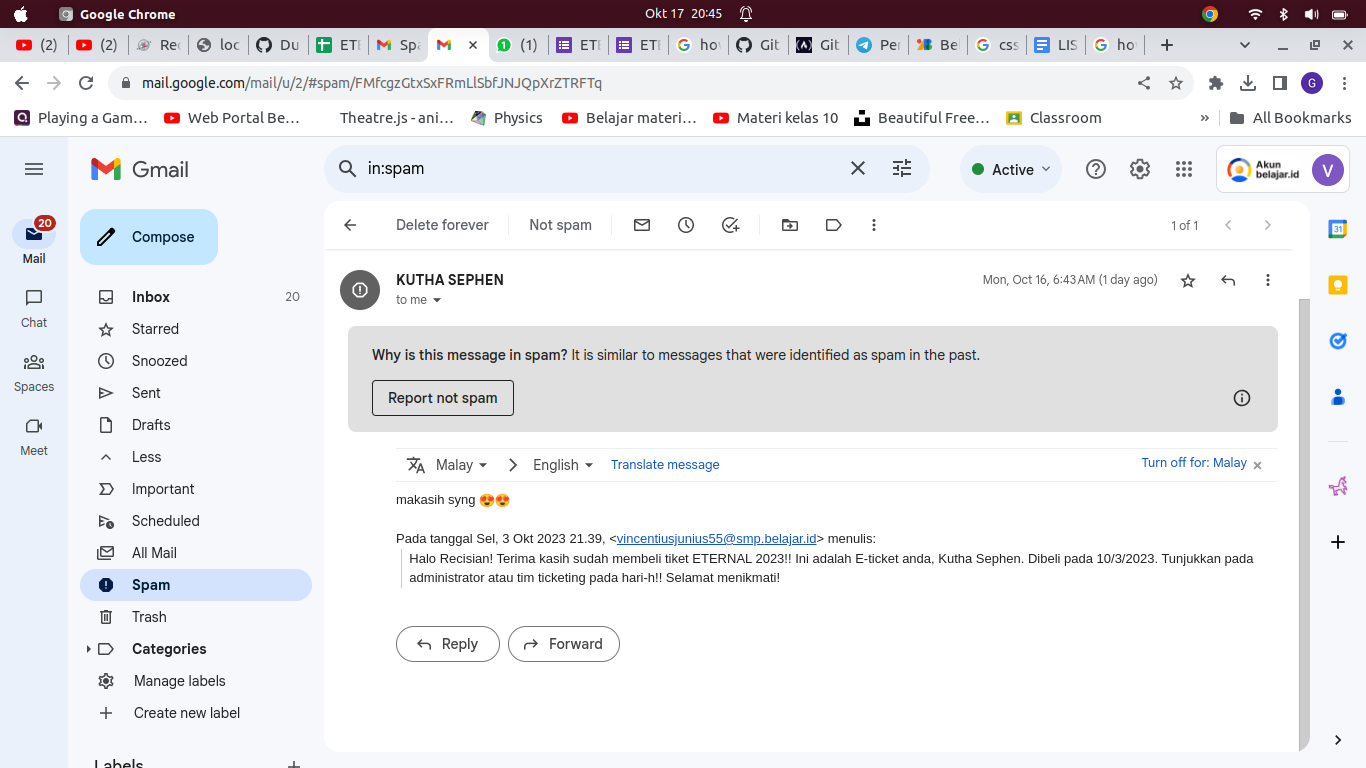 Google Chrome
Okt 17 20:45
(2)
(2)
Rec
loc
Du
ETE
Spa
(1)
ETE
ETE
hov
Git
Git
Per
Be
css
LIS
ho
mail.google.com/mail/u/2/#spam/FMfcgzGtxSxFRmLlSbfJNJQpXrZTRFTq
G
Playing a Gam…
Web Portal Be…
Theatre.js - ani…
Physics
Belajar materi…
Materi kelas 10
Beautiful Free…
Classroom
»
All Bookmarks
Gmail
in:spam
Active
Akun
belajar.id
V
20
Mail
Chat
Spaces
Meet
Compose
Inbox 20
Starred
Snoozed
Sent
Drafts
Less
Important
Scheduled
All Mail
Spam
Trash
Categories
Manage labels
Create new label
Labels
Delete forever
Not spam
1 of 1
KUTHA SEPHEN
Mon, Oct 16, 6:43 AM (1 day ago)
to me
Why is this message in spam? It is similar to messages that were identified as spam in the past.
Report not spam
Malay
English
Translate message
Turn off for: Malay
makasih syng 😍😍
Pada tanggal Sel, 3 Okt 2023 21.39, <vincentiusjunius55@smp.belajar.id> menulis:
Halo Recisian! Terima kasih sudah membeli tiket ETERNAL 2023!! Ini adalah E-ticket anda, Kutha Sephen. Dibeli pada 10/3/2023. Tunjukkan pada
administrator atau tim ticketing pada hari-h!! Selamat menikmati!
Reply
Forward
31